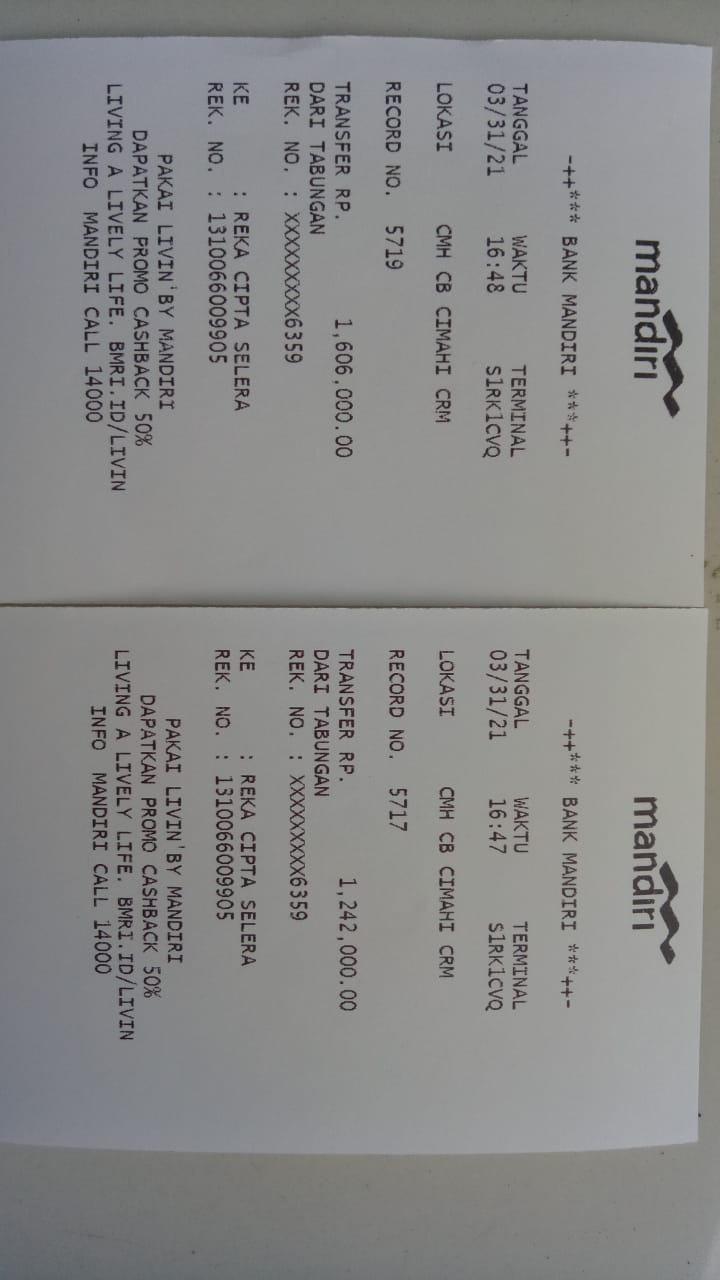 mandiri
-++*** BANK MANDIRI ***++-
TANGGAL WAKTU TERMINAL
03/31/21 16:48 S1RK1CVQ
LOKASI CMH CB CIMAHI CRM
RECORD NO. 5719
TRANSFER RP. 1,606,000.00
DARI TABUNGAN
REK. NO. : XXXXXXXXX6359
KE : REKA CIPTA SELERA
REK. NO. : 1310066009905
PAKAI LIVIN'BY MANDIRI
DAPATKAN PROMO CASHBACK 50%
LIVING A LIVELY LIFE. BMRI.ID/LIVIN
INFO MANDIRI CALL 14000
mandiri
-++*** BANK MANDIRI ***++-
TANGGAL WAKTU TERMINAL
03/31/21 16:47 S1RK1CVQ
LOKASI CMH CB CIMAHI CRM
RECORD NO. 5717
TRANSFER RP. 1,242,000.00
DARI TABUNGAN
REK. NO. : XXXXXXXXX6359
KE : REKA CIPTA SELERA
REK. NO. : 1310066009905
PAKAI LIVIN'BY MANDIRI
DAPATKAN PROMO CASHBACK 50%
LIVING A LIVELY LIFE. BMRI.ID/LIVIN
INFO MANDIRI CALL 14000